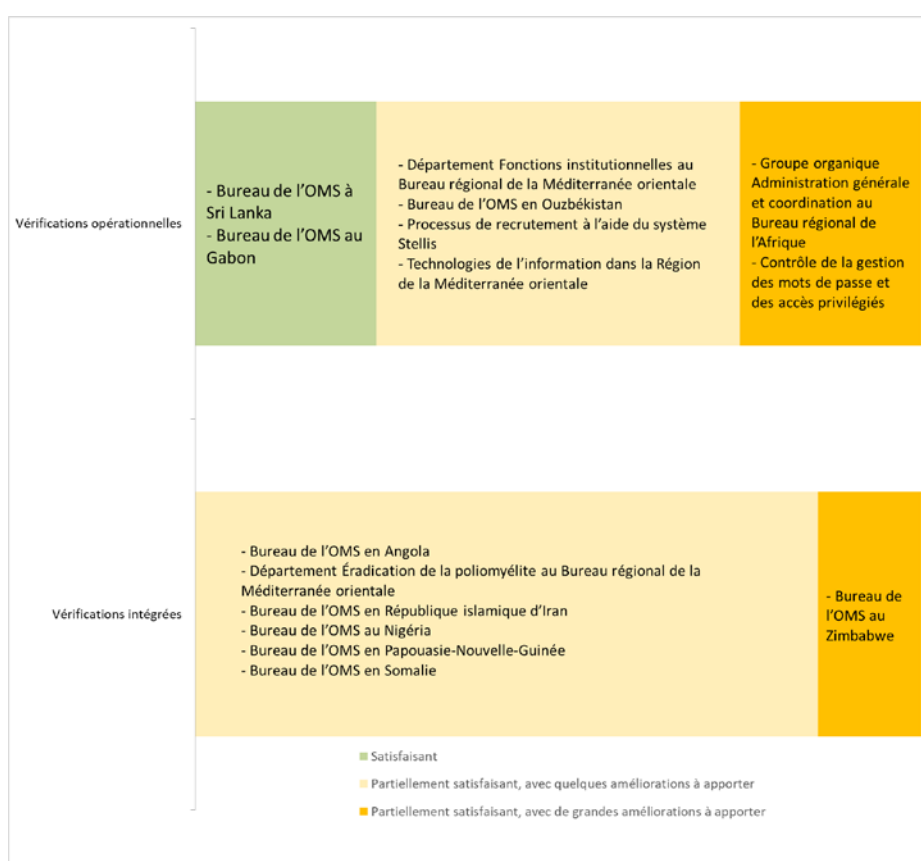 Vérifications opérationnelles
- Bureau de l'OMS à
Sri Lanka
- Bureau de l'OMS au
Gabon
- Département Fonctions institutionnelles au
Bureau régional de la Méditerranée orientale
- Bureau de l'OMS en Ouzbékistan
- Processus de recrutement à l'aide du système
Stellis
- Technologies de l'information dans la Région
de la Méditerranée orientale
- Groupe organique
Administration générale
et coordination au
Bureau régional de
l'Afrique
- Contrôle de la gestion
des mots de passe et
des accès privilégiés
Vérifications intégrées
- Bureau de l'OMS en Angola
- Département Éradication de la poliomyélite au Bureau régional de la
Méditerranée orientale
- Bureau de l'OMS en République islamique d'Iran
- Bureau de l'OMS au Nigéria
- Bureau de l'OMS en Papouasie-Nouvelle-Guinée
- Bureau de l'OMS en Somalie
- Bureau de
l'OMS au
Zimbabwe
Satisfaisant
Partiellement satisfaisant, avec quelques améliorations à apporter
Partiellement satisfaisant, avec de grandes améliorations à apporter